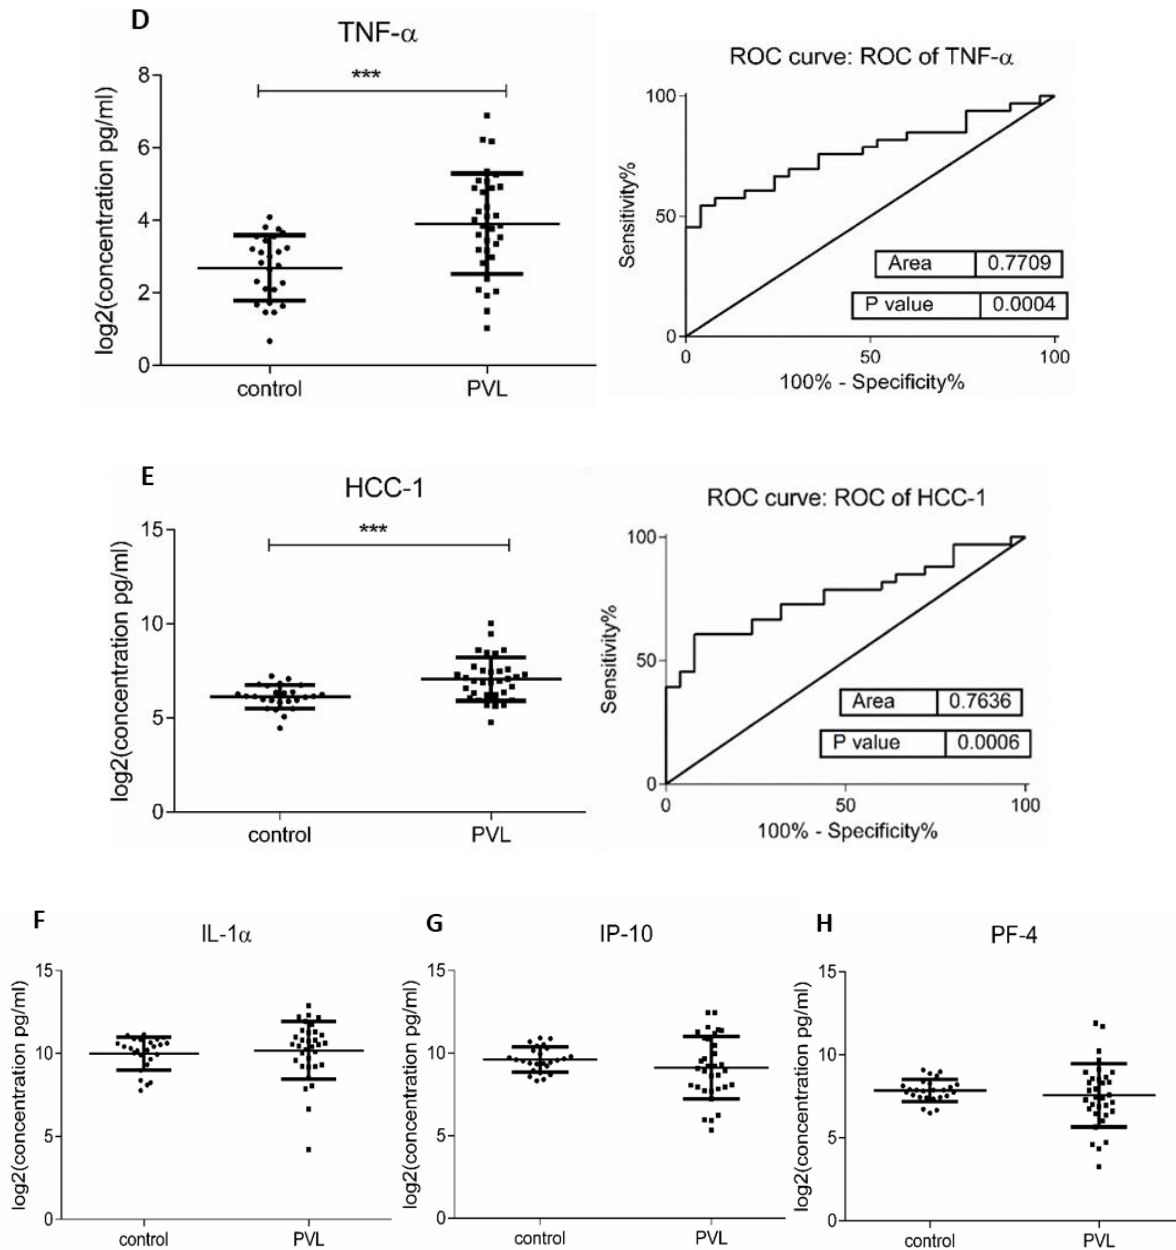 D
TNF-α
log2(concentration pg/ml)
8
6
4
2
0
***
control PVL
ROC curve: ROC of TNF-α
Sensitivity%
100
50
0
Area 0.7709
P value 0.0004
0 50 100
100% - Specificity%
E
HCC-1
log2(concentration pg/ml)
15
10
5
0
***
control PVL
ROC curve: ROC of HCC-1
Sensitivity%
100
50
0
Area 0.7636
P value 0.0006
0 50 100
100% - Specificity%
F
IL-1α
log2(concentration pg/ml)
15
10
5
0
control PVL
G
IP-10
log2(concentration pg/ml)
15
10
5
0
control PVL
H
PF-4
log2(concentration pg/ml)
15
10
5
0
control PVL